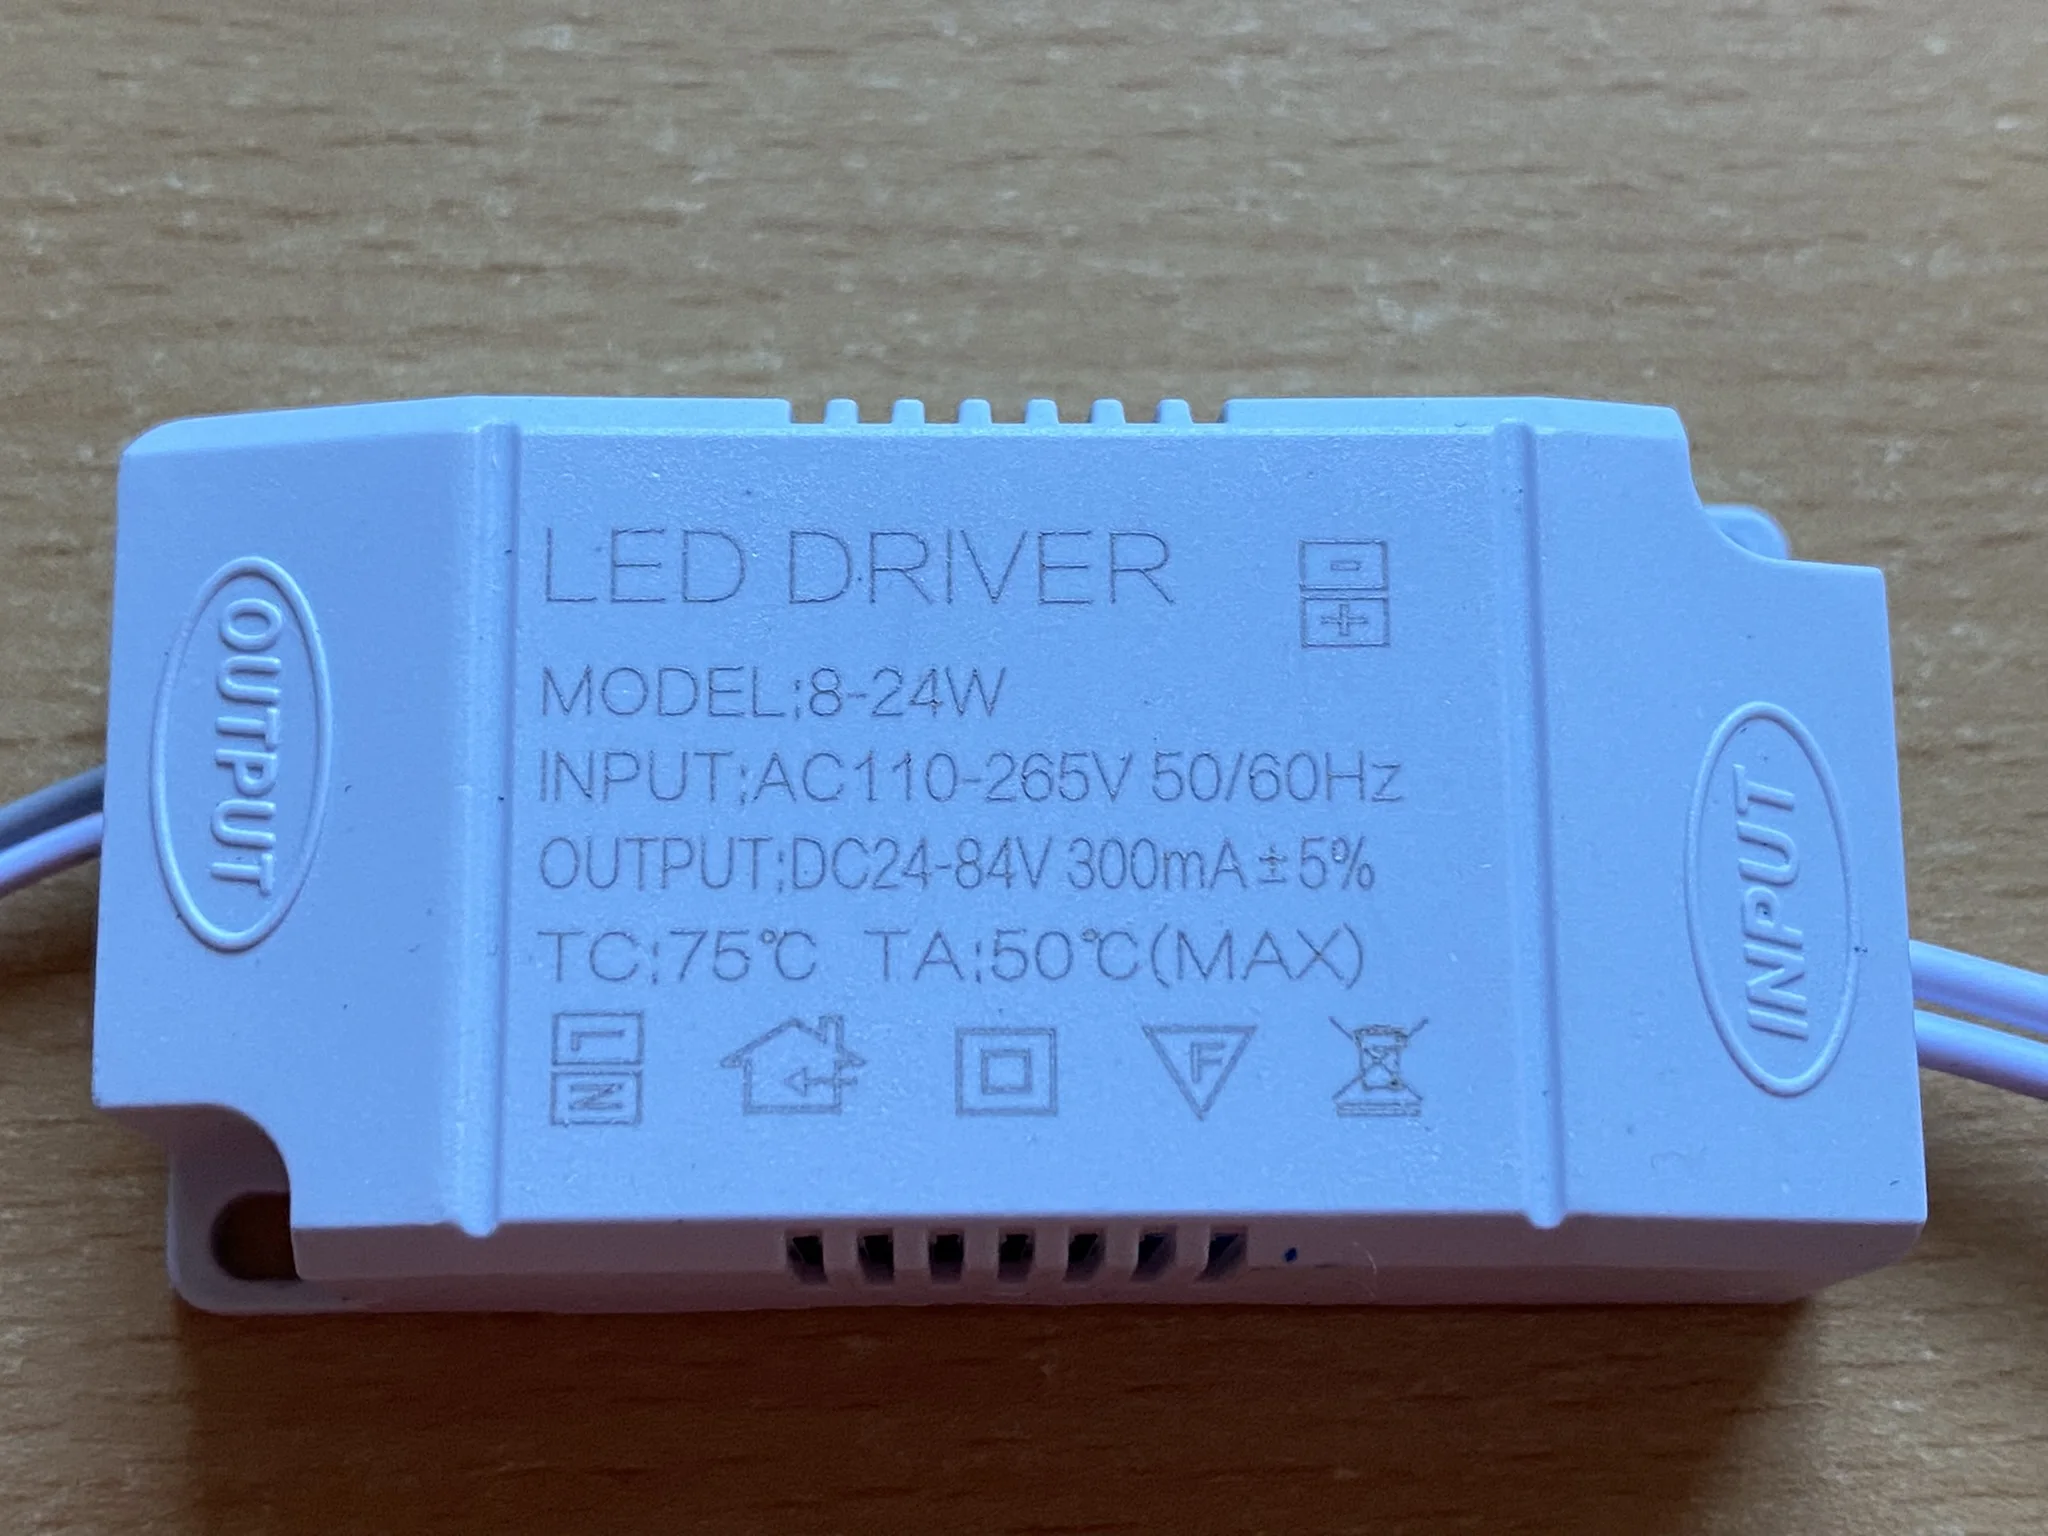 OUTPUT
LED DRIVER
-
+
MODEL:8-24W
INPUT:AC110-265V 50/60Hz
OUTPUT:DC24-84V 300mA±5%
TC:75℃ TA:50℃(MAX)
L
N
F
INPUT